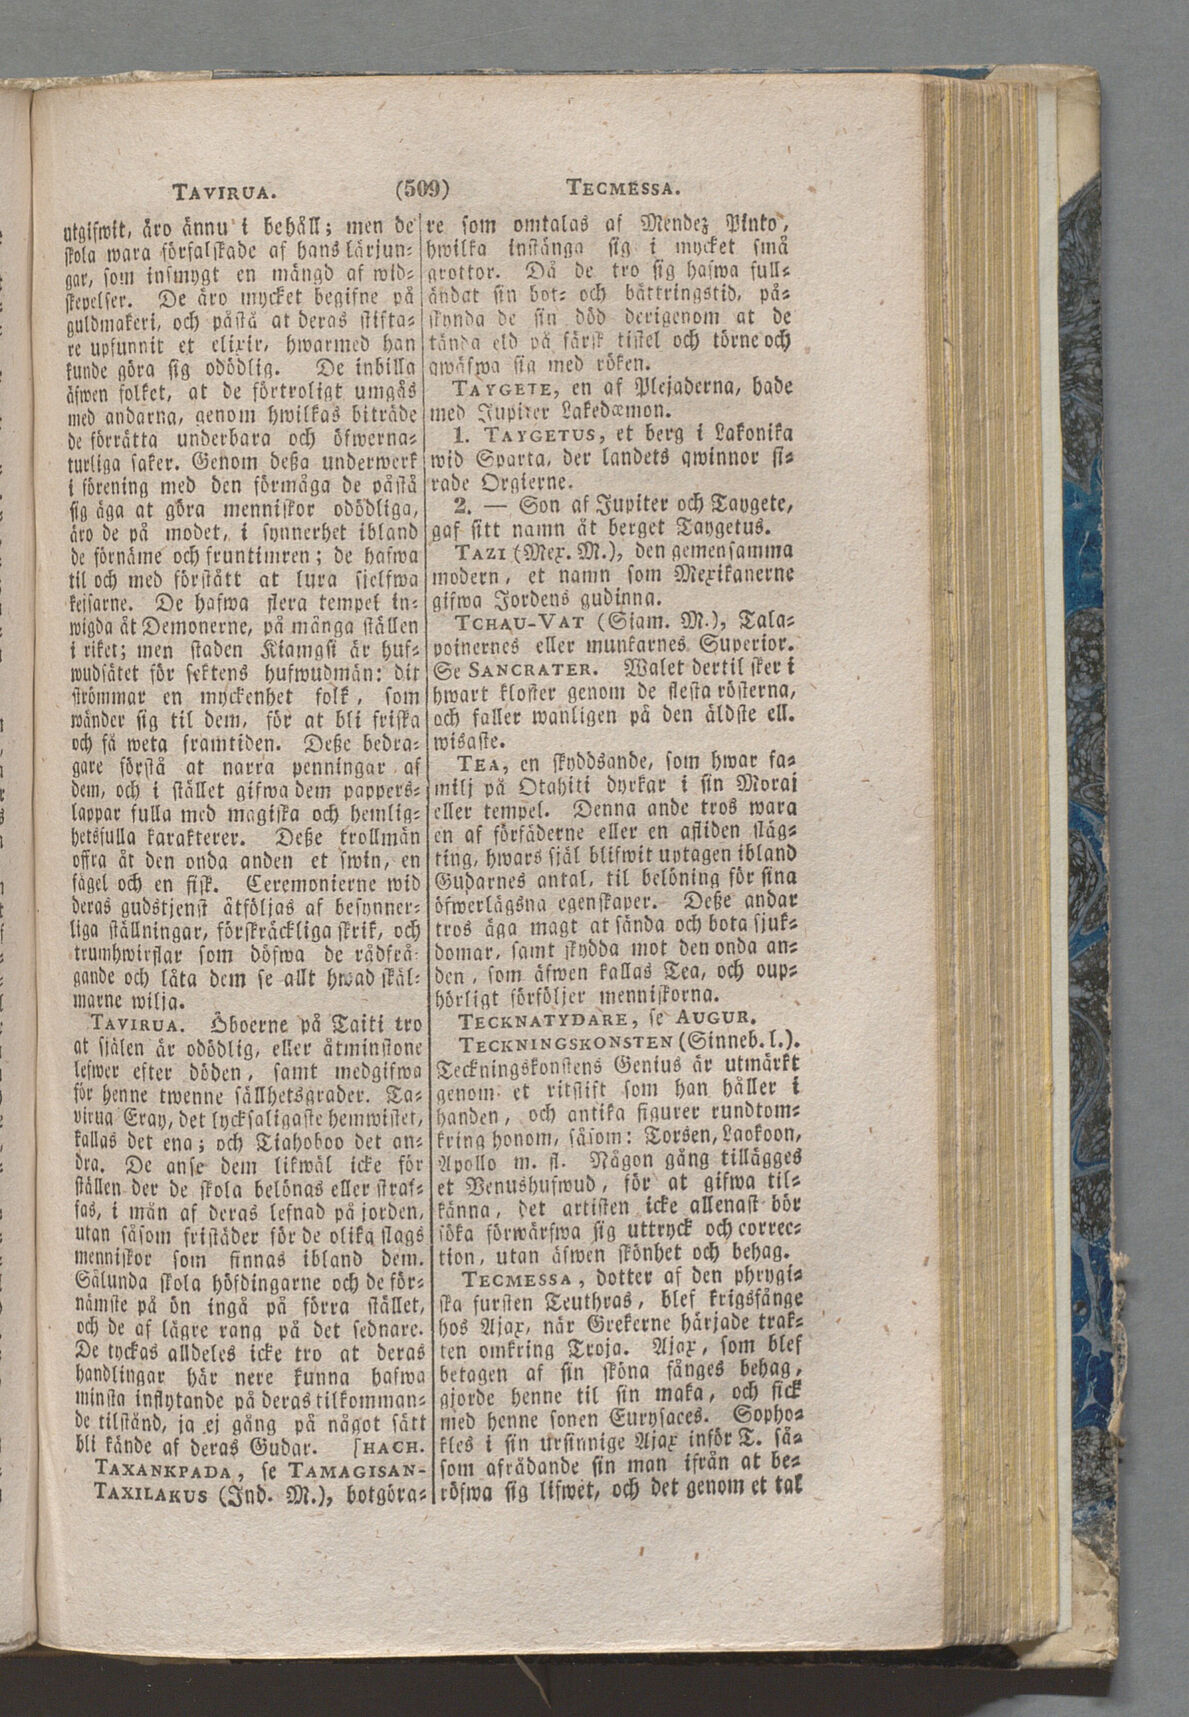 TAVIRUA.
(509)
TECMESSA.
utgifwit, äro ännu i behåll; men de
skola wara förfalskade af hans lärjun-
gar, som insmygt en mängd af wid-
skepelser. De äro mycket begifne på
guldmakeri, och påstå at deras stifta-
re upfunnit et elixir, hwarmed han
kunde göra sig odödlig. De inbilla
äfwen folket, at de förtroligt umgås
med andarna, genom hwilkas biträde
de förrätta underbara och öfwerna-
turliga saker. Genom deßa underwerk
i förening med den förmåga de påstå
sig äga at göra menniskor odödliga,
äro de på modet, i synnerhet ibland
de förnäme och fruntimren; de hafwa
til och med förstått at lura sjelfwa
kejsarne. De hafwa flera tempel in-
wigda åt Demonerne, på många ställen
i riket; men staden Kiamgsi är huf-
wudsätet för sektens hufwudmän: dit
strömmar en myckenhet folk, som
wänder sig til dem, för at bli friska
och få weta framtiden. Deße bedra-
gare förstå at narra penningar af
dem, och i stället gifwa dem pappers-
lappar fulla med magiska och hemlig-
hetsfulla karakterer. Deße trollmän
offra åt den onda anden et swin, en
fågel och en fisk. Ceremonierne wid
deras gudstjenst åtföljas af besynner-
liga ställningar, förskräckliga skrik, och
trumhwirflar som döfwa de rådfrå-
gande och låta dem se allt hwad skäl-
marne wilja.
TAVIRUA. Öboerne på Taiti tro
at själen är odödlig, eller åtminstone
lefwer efter döden, samt medgifwa
för henne twenne sällhetsgrader. Ta-
virua Eray, det lycksaligaste hemwistet,
kallas det ena; och Tiahoboo det an-
dra. De anse dem likwäl icke för
ställen der de skola belönas eller straf-
fas, i mån af deras lefnad på jorden,
utan såsom fristäder för de olika slags
menniskor som finnas ibland dem.
Sålunda skola höfdingarne och de för-
nämste på ön ingå på förra stället,
och de af lägre rang på det sednare.
De tyckas alldeles icke tro at deras
handlingar här nere kunna hafwa
minsta inflytande på deras tilkomman-
de tilstånd, ja ej gång på något sätt
bli kände af deras Gudar. [HACH.
TAXANKPADA, se TAMAGISAN-
TAXILAKUS (Ind. M.), botgöra-
re som omtalas af Mendez Pinto,
hwilka instänga sig i mycket små
grottor. Då de tro sig hafwa full-
ändat sin bot- och bättringstid, på-
skynda de sin död derigenom at de
tända eld på färsk tistel och törne och
qwäfwa sig med röken.
TAYGETE, en af Plejaderna, hade
med Jupiter Lakedæmon.
1. TAYGETUS, et berg i Lakonika
wid Sparta, der landets qwinnor fi-
rade Orgierne.
2. — Son af Jupiter och Taygete,
gaf sitt namn åt berget Taygetus.
TAZI (Mex. M.), den gemensamma
modern, et namn som Mexikanerne
gifwa Jordens gudinna.
TCHAU-VAT (Siam. M.), Tala-
poinernes eller munkarnes Superior.
Se SANCRATER. Walet dertil sker i
hwart kloster genom de flesta rösterna,
och faller wanligen på den äldste ell.
wisaste.
TEA, en skyddsande, som hwar fa-
milj på Otahiti dyrkar i sin Morai
eller tempel. Denna ande tros wara
en af förfäderne eller en afliden släg-
ting, hwars själ blifwit uptagen ibland
Gudarnes antal, til belöning för sina
öfwerlägsna egenskaper. Deße andar
tros äga magt at sända och bota sjuk-
domar, samt skydda mot den onda an-
den, som äfwen kallas Tea, och oup-
hörligt förföljer menniskorna.
TECKNATYDARE, se AUGUR.
TECKNINGSKONSTEN (Sinneb. l.).
Teckningskonstens Genius är utmärkt
genom et ritstift som han håller i
handen, och antika figurer rundtom-
kring honom, såsom: Torsen, Laokoon,
Apollo m. fl. Någon gång tillägges
et Venushufwud, för at gifwa til-
känna, det artisten icke allenast bör
söka förwärfwa sig uttryck och correc-
tion, utan äfwen skönhet och behag.
TECMESSA, dotter af den phrygi-
ska fursten Teuthras, blef krigsfånge
hos Ajax, när Grekerne härjade trak-
ten omkring Troja. Ajax, som blef
betagen af sin sköna fånges behag,
gjorde henne til sin maka, och fick
med henne sonen Eurysaces. Sopho-
kles i sin ursinnige Ajax inför T. så-
som afrådande sin man ifrån at be-
röfwa sig lifwet, och det genom et tal